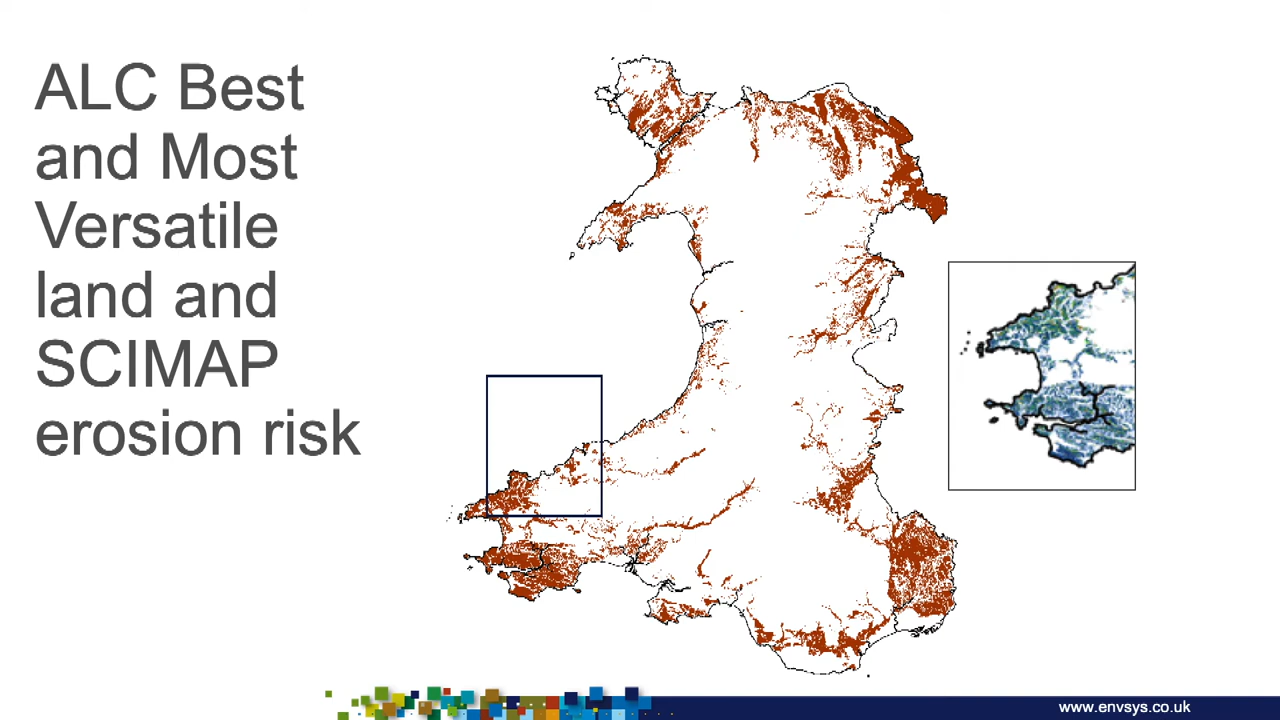 ALC Best
and Most
Versatile
land and
SCIMAP
erosion risk
www.envsys.co.uk